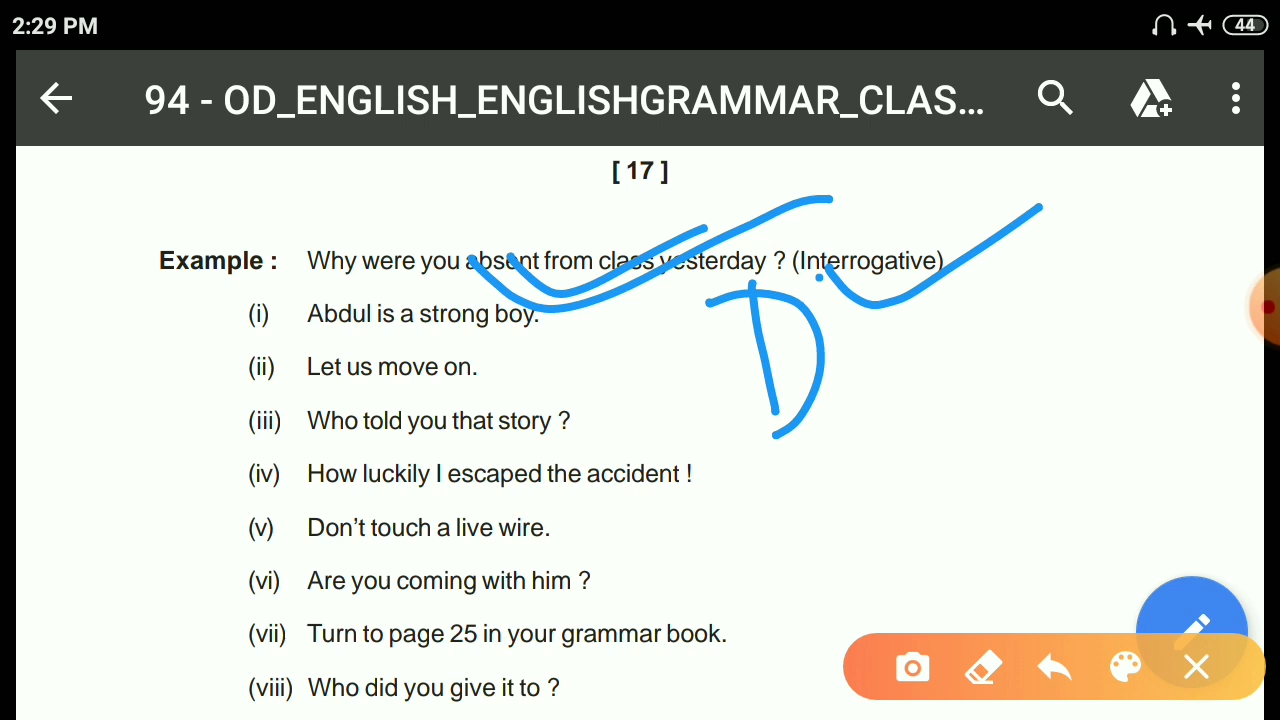 2:29 PM
44
94 - OD_ENGLISH_ENGLISHGRAMMAR_CLAS...
[ 17 ]
Example : Why were you absent from class yesterday ? (Interrogative)
(i) Abdul is a strong boy.
(ii) Let us move on.
(iii) Who told you that story ?
(iv) How luckily I escaped the accident !
(v) Don't touch a live wire.
(vi) Are you coming with him ?
(vii) Turn to page 25 in your grammar book.
(viii) Who did you give it to ?
D